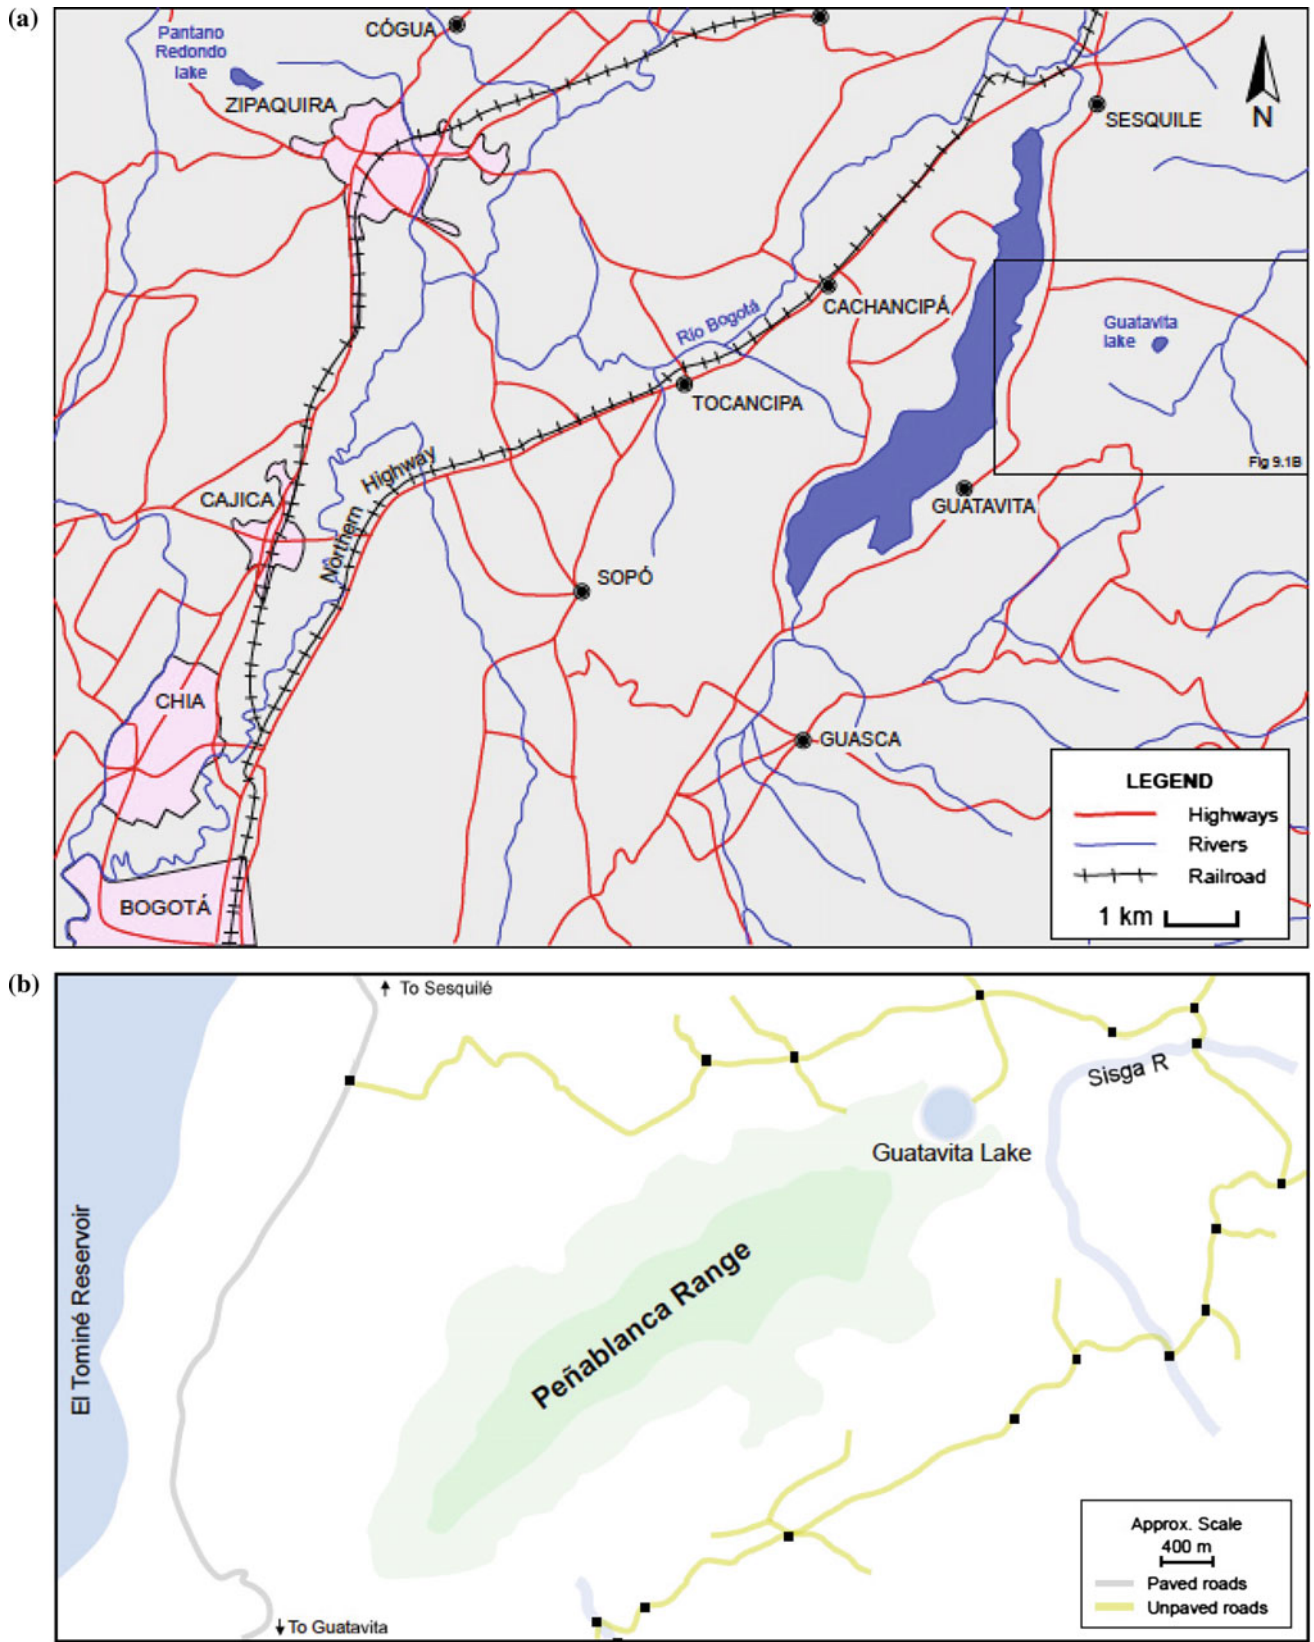 (a)
CÓGUA
Pantano
Redondo
lake
ZIPAQUIRA
SESQUILE
N
Río Bogotá
CACHANCIPÁ
Guatavita
lake
TOCANCIPA
Fig 9.1B
Northern Highway
CAJICA
GUATAVITA
SOPÓ
CHIA
GUASCA
BOGOTÁ
LEGEND
Highways
Rivers
Railroad
1 km
(b)
To Sesquilé
Sisga R
Guatavita Lake
Peñablanca Range
El Tominé Reservoir
Approx. Scale
400 m
Paved roads
Unpaved roads
To Guatavita